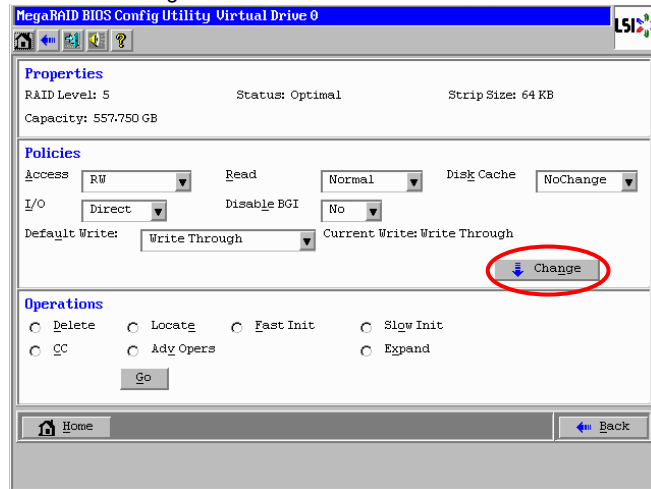 MegaRAID BIOS Config Utility Virtual Drive 0
LSI
Properties
RAID Level: 5 Status: Optimal Strip Size: 64 KB
Capacity: 557.750 GB
Policies
Access RW Read Normal Disk Cache NoChange
I/O Direct Disable BGI No
Default Write: Write Through Current Write: Write Through
Change
Operations
Delete Locate Fast Init Slow Init
CC Adv Opers Expand
Go
Home Back